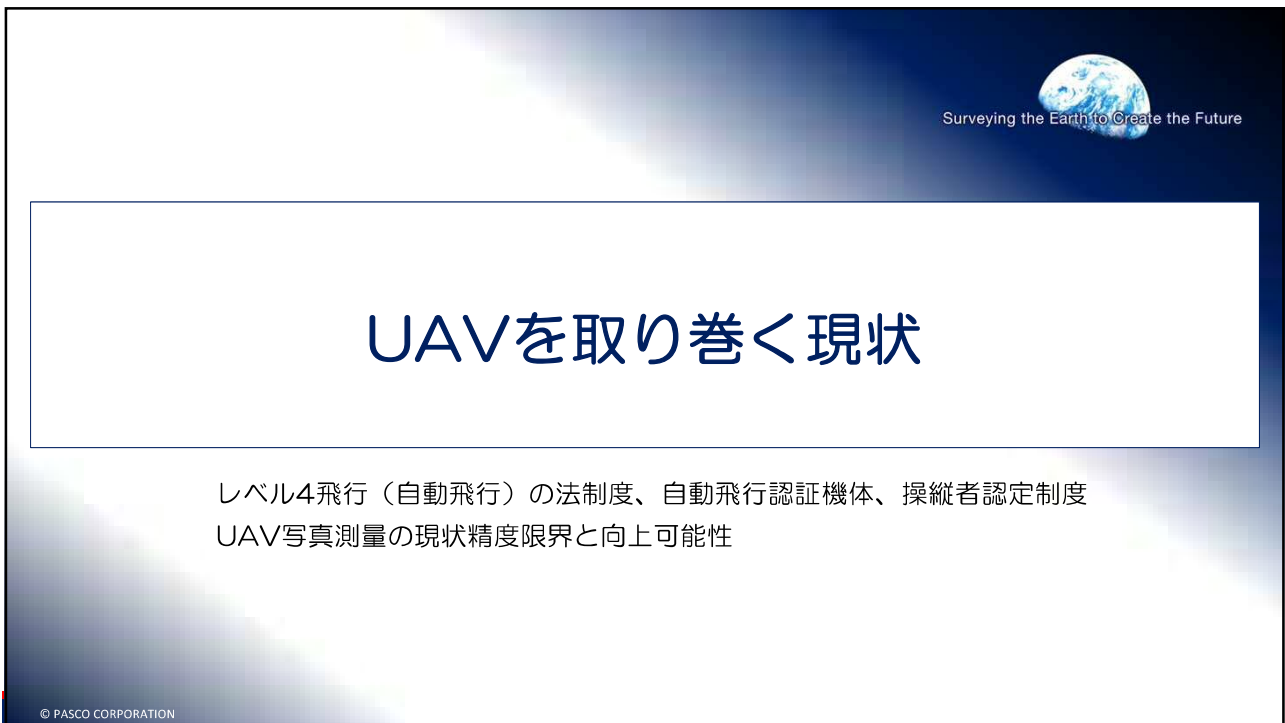 Surveying the Earth to Create the Future
UAVを取り巻く現状
レベル4飛行（自動飛行）の法制度、自動飛行認証機体、操縦者認定制度
UAV写真測量の現状精度限界と向上可能性
© PASCO CORPORATION